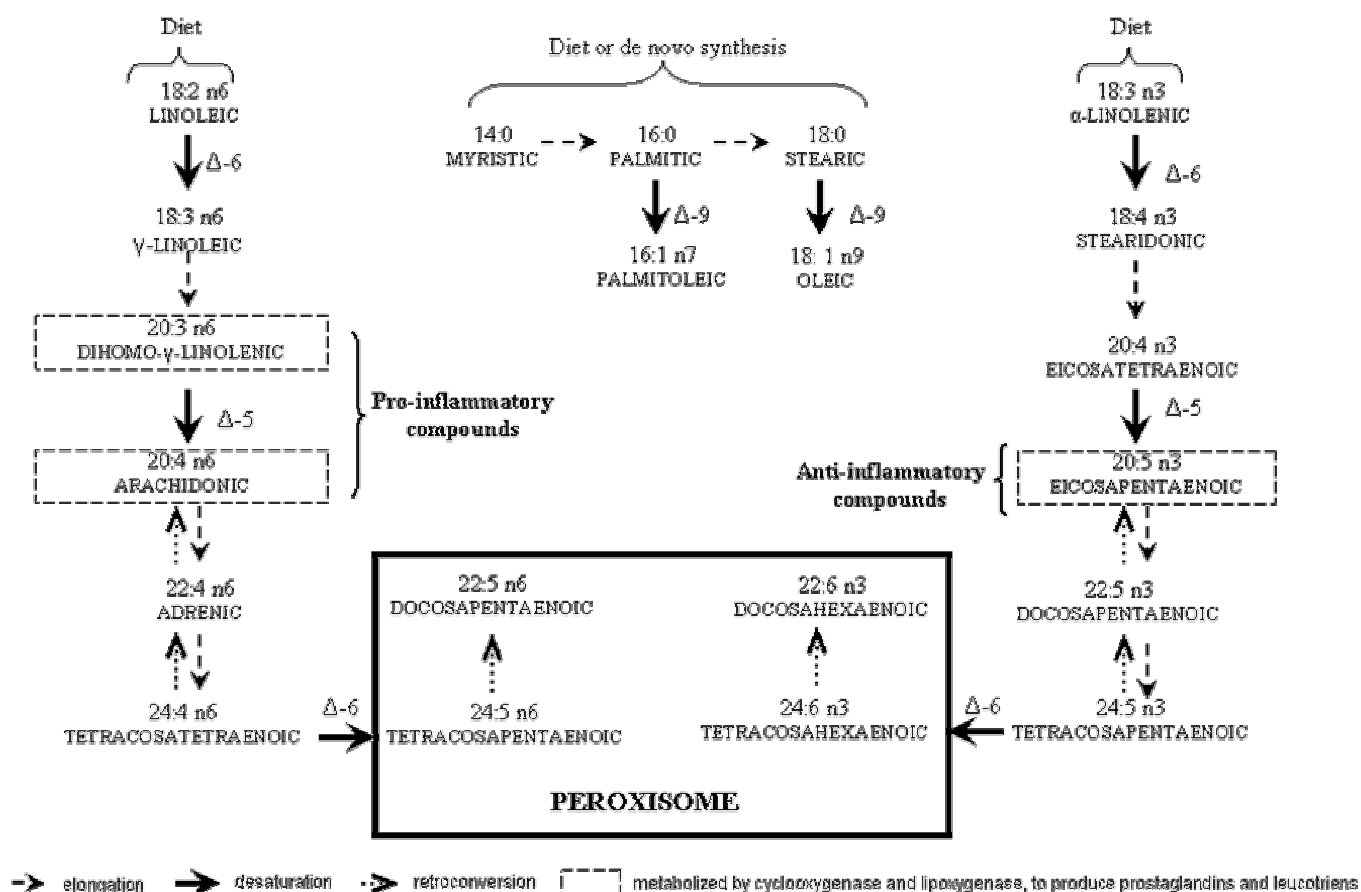 Diet
18:2 n6
LINOLEIC
Δ-6
18:3 n6
γ-LINOLEIC
20:3 n6
DIHOMO-γ-LINOLENIC
Δ-5
20:4 n6
ARACHIDONIC
Pro-inflammatory
compounds
22:4 n6
ADRENIC
24:4 n6
TETRACOSATETRAENOIC
Δ-6
Diet or de novo synthesis
14:0
MYRISTIC
16:0
PALMITIC
18:0
STEARIC
Δ-9
Δ-9
16:1 n7
PALMITOLEIC
18: 1 n9
OLEIC
Diet
18:3 n3
α-LINOLENIC
Δ-6
18:4 n3
STEARIDONIC
20:4 n3
EICOSATETRAENOIC
Δ-5
20:5 n3
EICOSAPENTAENOIC
Anti-inflammatory
compounds
22:5 n3
DOCOSAPENTAENOIC
24:5 n3
TETRACOSAPENTAENOIC
Δ-6
22:5 n6
DOCOSAPENTAENOIC
24:5 n6
TETRACOSAPENTAENOIC
22:6 n3
DOCOSAHEXAENOIC
24:6 n3
TETRACOSAHEXAENOIC
PEROXISOME
elongation desaturation retroconversion metabolized by cyclooxygenase and lipoxygenase, to produce prostaglandins and leucotriens